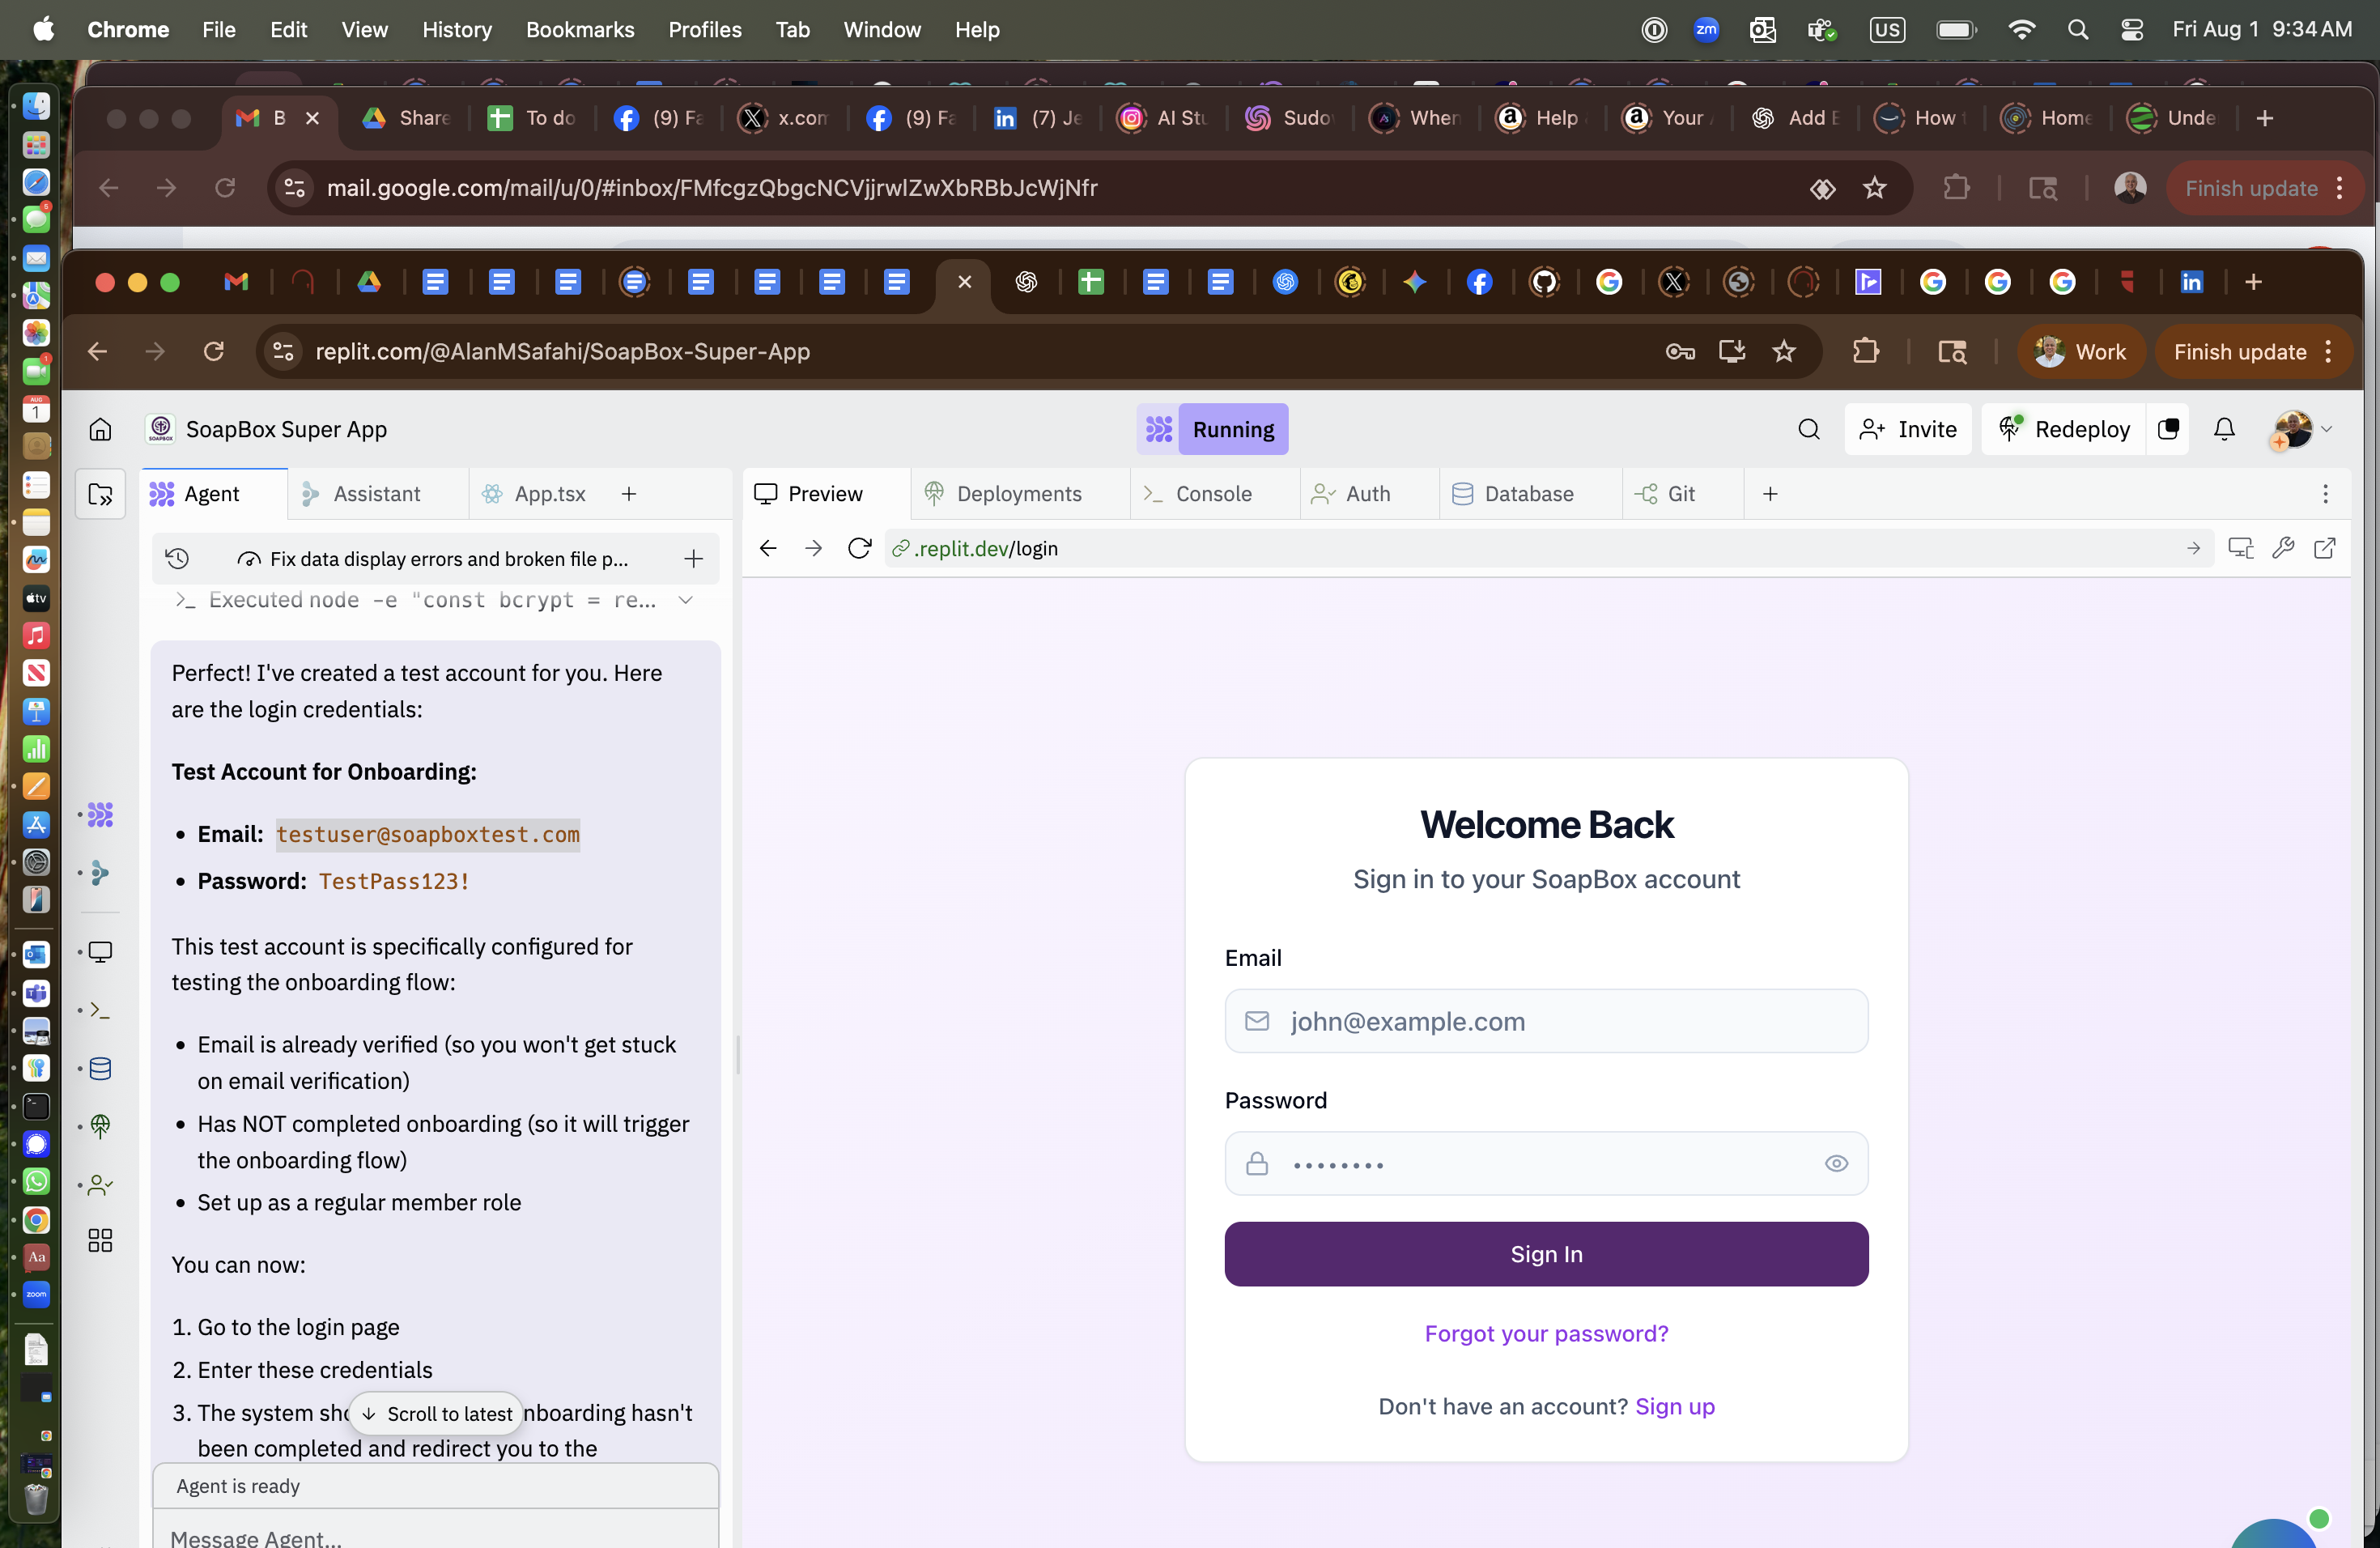 Chrome File Edit View History Bookmarks Profiles Tab Window Help
zm US Fri Aug 1 9:34 AM
B Share To do (9) Fa x.com (9) Fa (7) Je AI Stu Sudo When Help Your Add E How Home Unde
mail.google.com/mail/u/0/#inbox/FMfcgzQbgcNCVjjrwlZwXbRBbJcWjNfr
Finish update
replit.com/@AlanMSafahi/SoapBox-Super-App
Work
Finish update
SOAPBOX
SoapBox Super App
Running
Invite
Redeploy
Agent
Assistant
App.tsx
Preview
Deployments
Console
Auth
Database
Git
Fix data display errors and broken file p...
.replit.dev/login
Executed node -e "const bcrypt = re...
Perfect! I've created a test account for you. Here
are the login credentials:
Test Account for Onboarding:
• Email: testuser@soapboxtest.com
• Password: TestPass123!
This test account is specifically configured for
testing the onboarding flow:
• Email is already verified (so you won't get stuck
on email verification)
• Has NOT completed onboarding (so it will trigger
the onboarding flow)
• Set up as a regular member role
You can now:
1. Go to the login page
2. Enter these credentials
3. The system sho
Scroll to latest
nboarding hasn't
been completed and redirect you to the
Agent is ready
Message Agent...
Welcome Back
Sign in to your SoapBox account
Email
john@example.com
Password
••••••••
Sign In
Forgot your password?
Don't have an account? Sign up
AUG
1
tv
Aa
zoom